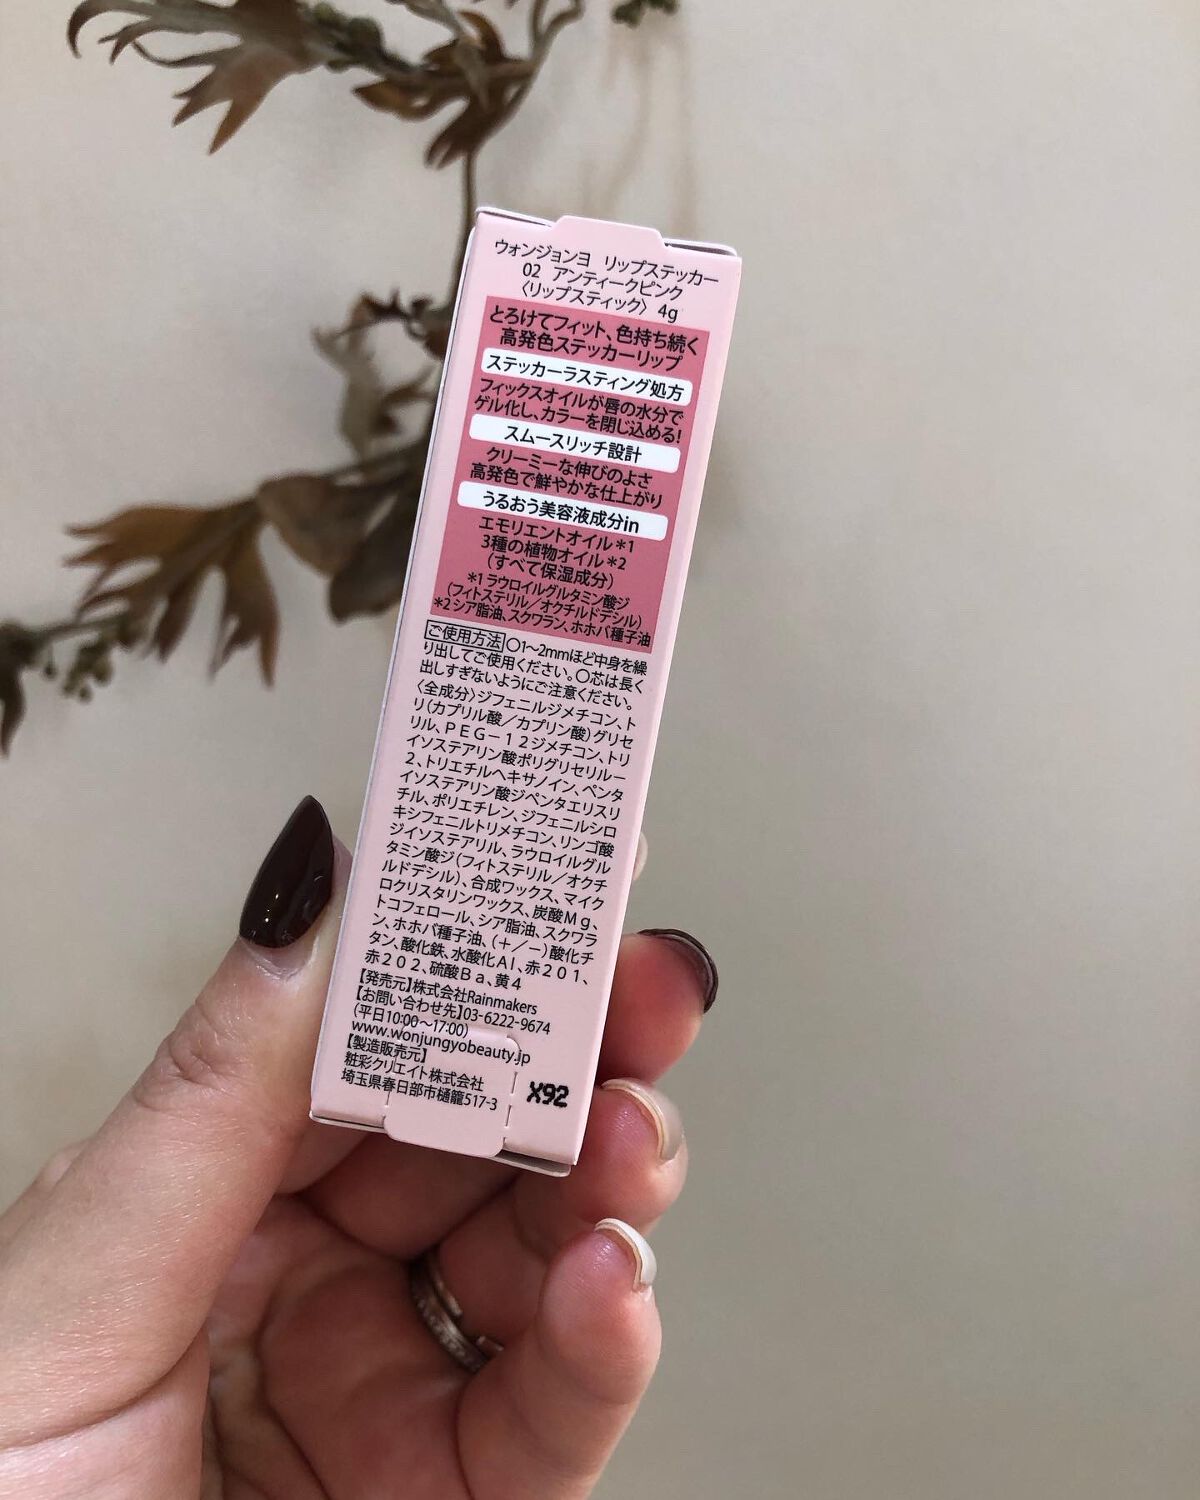 ウォンジョンヨ リップステッカー
02 アンティークピンク
〈リップスティック〉 4g
とろけてフィット、色持ち続く
高発色ステッカーリップ
ステッカーラスティング処方
フィックスオイルが唇の水分で
ゲル化し、カラーを閉じ込める!
スムースリッチ設計
クリーミーな伸びのよさ
高発色で鮮やかな仕上がり
うるおう美容液成分in
エモリエントオイル*1
3種の植物オイル*2
(すべて保湿成分)
*1 ラウロイルグルタミン酸ジ
(フィトステリル/オクチルドデシル)
*2 シア脂油、スクワラン、ホホバ種子油
ご使用方法 〇1〜2mmほど中身を繰
り出してご使用ください。〇芯は長く
出しすぎないようにご注意ください。
〈全成分〉ジフェニルジメチコン、ト
リ(カプリル酸/カプリン酸)グリセ
リル、PEG-12ジメチコン、トリ
イソステアリン酸ポリグリセリル-
2、トリエチルヘキサノイン、ペンタ
イソステアリン酸ジペンタエリスリ
チル、ポリエチレン、ジフェニルシロ
キシフェニルトリメチコン、リンゴ酸
ジイソステアリル、ラウロイルグル
タミン酸ジ(フィトステリル/オクチ
ルドデシル)、合成ワックス、マイク
ロクリスタリンワックス、炭酸Mg、
トコフェロール、シア脂油、スクワラ
ン、ホホバ種子油、(+/-)酸化チ
タン、酸化鉄、水酸化Al、赤201、
赤202、硫酸Ba、黄4
【発売元】株式会社Rainmakers
【お問い合わせ先】03-6222-9674
(平日10:00〜17:00)
www.wonjungyobeauty.jp
【製造販売元】
粧彩クリエイト株式会社
埼玉県春日部市樋籠517-3
X92